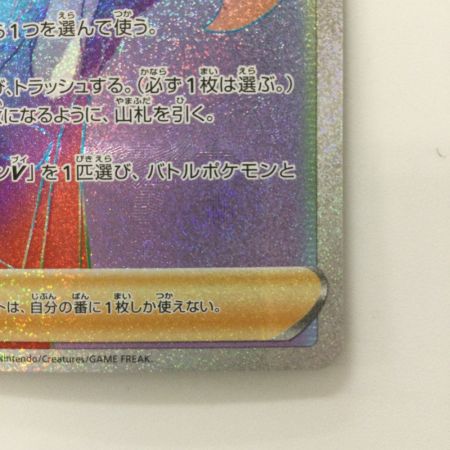 ら1つを選んで使う。
び、トラッシュする。(必ず1枚は選ぶ。)
になるように、山札を引く。
ンV」を1匹選び、バトルポケモンと
トは、自分の番に1枚しか使えない。
Nintendo/Creatures/GAME FREAK.